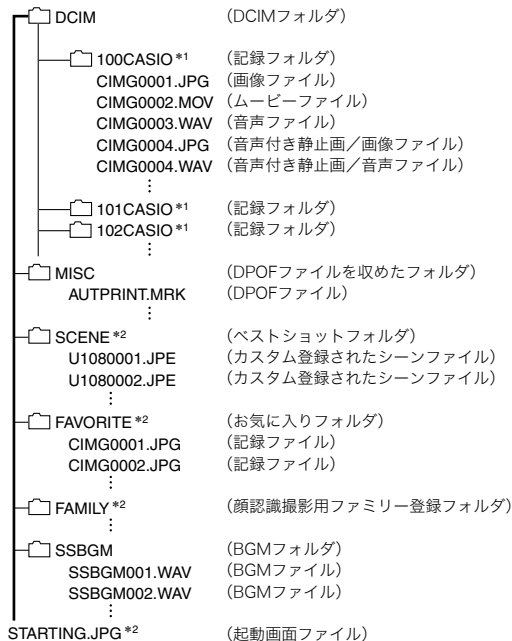 DCIM （DCIMフォルダ）
100CASIO *1 （記録フォルダ）
CIMG0001.JPG （画像ファイル）
CIMG0002.MOV （ムービーファイル）
CIMG0003.WAV （音声ファイル）
CIMG0004.JPG （音声付き静止画／画像ファイル）
CIMG0004.WAV （音声付き静止画／音声ファイル）
⋮
101CASIO *1 （記録フォルダ）
102CASIO *1 （記録フォルダ）
⋮
MISC （DPOFファイルを収めたフォルダ）
AUTPRINT.MRK （DPOFファイル）
⋮
SCENE *2 （ベストショットフォルダ）
U1080001.JPE （カスタム登録されたシーンファイル）
U1080002.JPE （カスタム登録されたシーンファイル）
⋮
FAVORITE *2 （お気に入りフォルダ）
CIMG0001.JPG （記録ファイル）
CIMG0002.JPG （記録ファイル）
⋮
FAMILY *2 （顔認識撮影用ファミリー登録フォルダ）
⋮
SSBGM （BGMフォルダ）
SSBGM001.WAV （BGMファイル）
SSBGM002.WAV （BGMファイル）
⋮
STARTING.JPG *2 （起動画面ファイル）